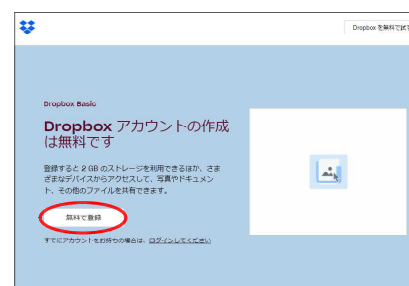 Dropbox を無料で試
Dropbox Basic
Dropbox アカウントの作成
は無料です
登録すると 2 GB のストレージを利用できるほか、さま
ざまなデバイスからアクセスして、写真やドキュメン
ト、その他のファイルを共有できます。
無料で登録
すでにアカウントをお持ちの場合は、ログインしてください